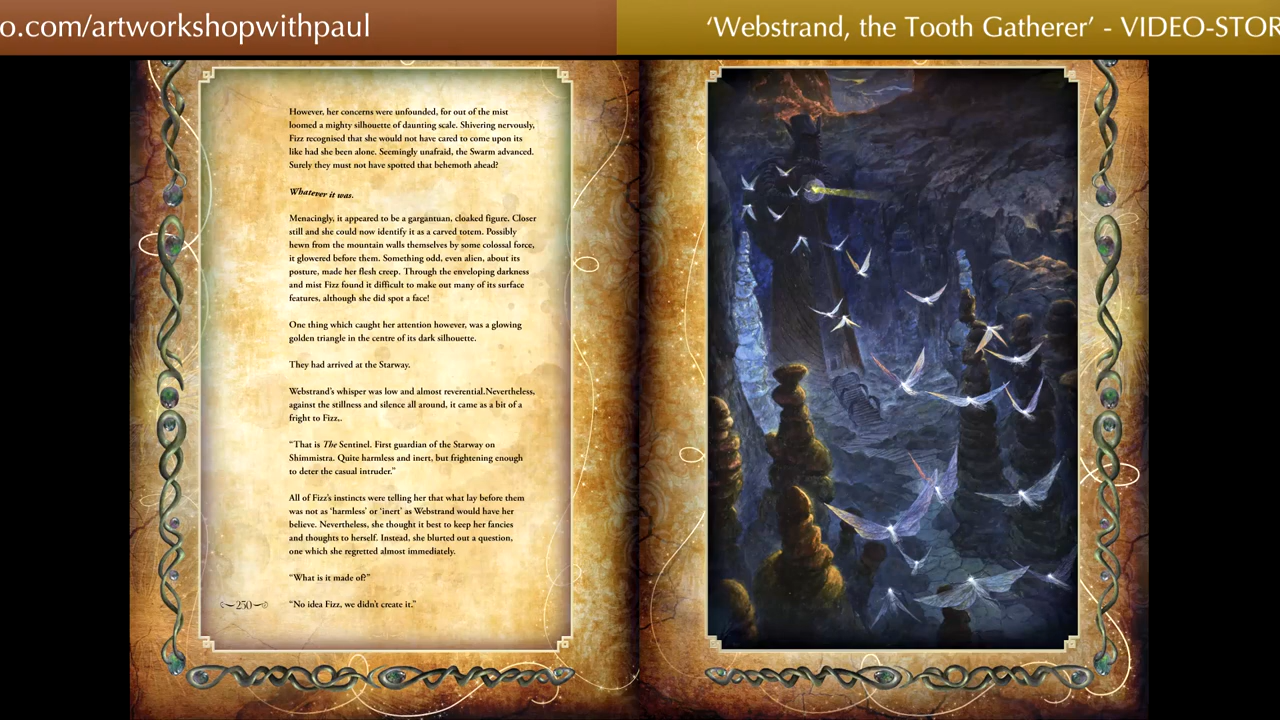 o.com/artworkshopwithpaul
‘Webstrand, the Tooth Gatherer’ - VIDEO-STOR
However, her concerns were unfounded, for out of the mist
loomed a mighty silhouette of daunting scale. Shivering nervously,
Fizz recognised that she would not have cared to come upon its
like had she been alone. Seemingly unafraid, the Swarm advanced.
Surely they must not have spotted that behemoth ahead?
Whatever it was.
Menacingly, it appeared to be a gargantuan, cloaked figure. Closer
still and she could now identify it as a carved totem. Possibly
hewn from the mountain walls themselves by some colossal force,
it glowered before them. Something odd, even alien, about its
posture, made her flesh creep. Through the enveloping darkness
and mist Fizz found it difficult to make out many of its surface
features, although she did spot a face!
One thing which caught her attention however, was a glowing
golden triangle in the centre of its dark silhouette.
They had arrived at the Starway.
Webstrand’s whisper was low and almost reverential.Nevertheless,
against the stillness and silence all around, it came as a bit of a
fright to Fizz,.
“That is The Sentinel. First guardian of the Starway on
Shimmistra. Quite harmless and inert, but frightening enough
to deter the casual intruder.”
All of Fizz’s instincts were telling her that what lay before them
was not as ‘harmless’ or ‘inert’ as Webstrand would have her
believe. Nevertheless, she thought it best to keep her fancies
and thoughts to herself. Instead, she blurted out a question,
one which she regretted almost immediately.
“What is it made of?”
“No idea Fizz, we didn’t create it.”
250